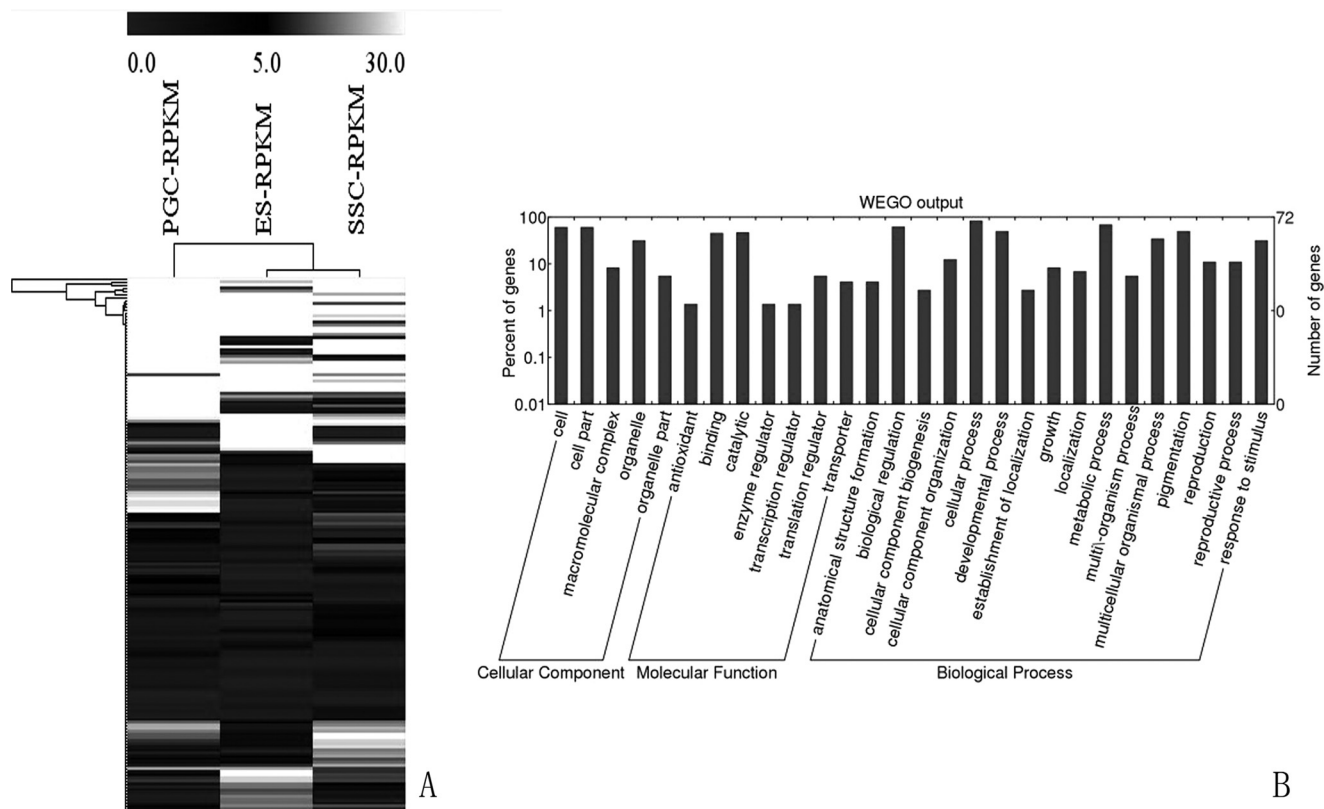 0.0 5.0 30.0
PGC-RPKM
ES-RPKM
SSC-RPKM
A
WEGO output
Percent of genes
100
10
1
0.1
0.01
72
0
0
Number of genes
cell
cell part
macromolecular complex
organelle
organelle part
antioxidant
binding
catalytic
enzyme regulator
transcription regulator
translation regulator
transporter
anatomical structure formation
biological regulation
cellular component biogenesis
cellular component organization
cellular process
developmental process
establishment of localization
growth
localization
metabolic process
multi\-organism process
multicellular organismal process
pigmentation
reproduction
reproductive process
response to stimulus
Cellular Component
Molecular Function
Biological Process
B